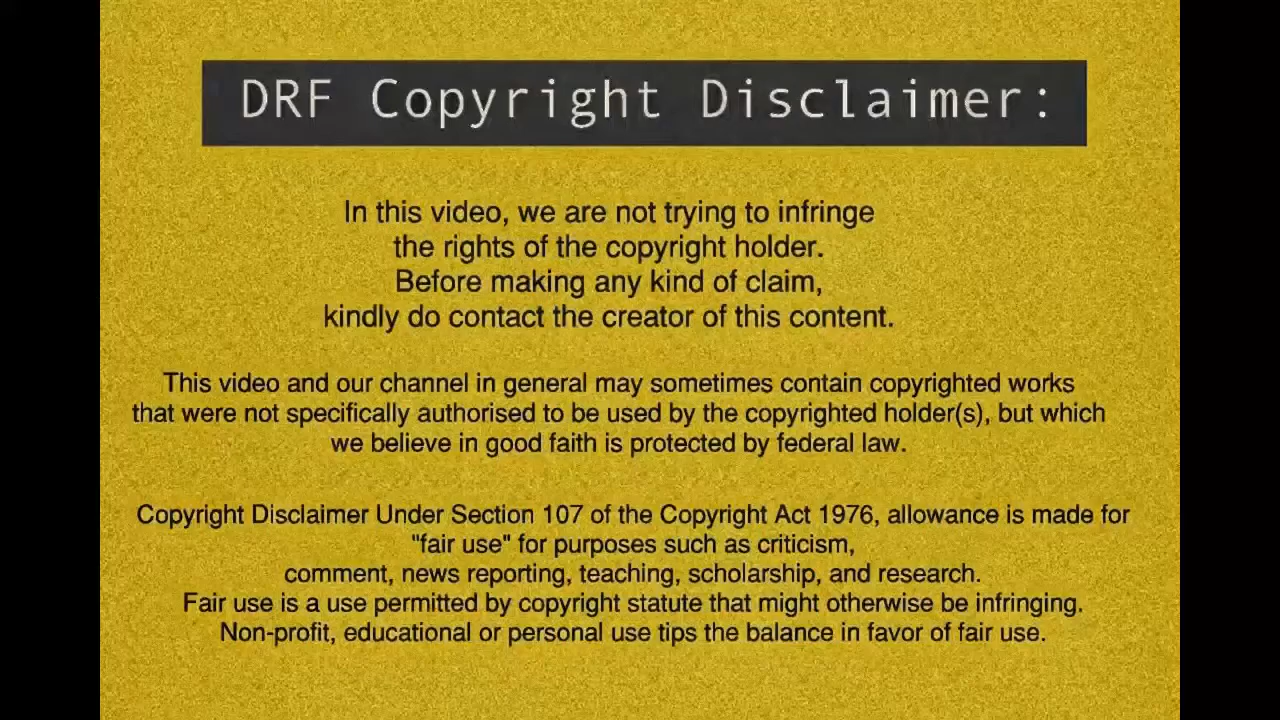 DRF Copyright Disclaimer:
In this video, we are not trying to infringe
the rights of the copyright holder.
Before making any kind of claim,
kindly do contact the creator of this content.
This video and our channel in general may sometimes contain copyrighted works
that were not specifically authorised to be used by the copyrighted holder(s), but which
we believe in good faith is protected by federal law.
Copyright Disclaimer Under Section 107 of the Copyright Act 1976, allowance is made for
"fair use" for purposes such as criticism,
comment, news reporting, teaching, scholarship, and research.
Fair use is a use permitted by copyright statute that might otherwise be infringing.
Non-profit, educational or personal use tips the balance in favor of fair use.